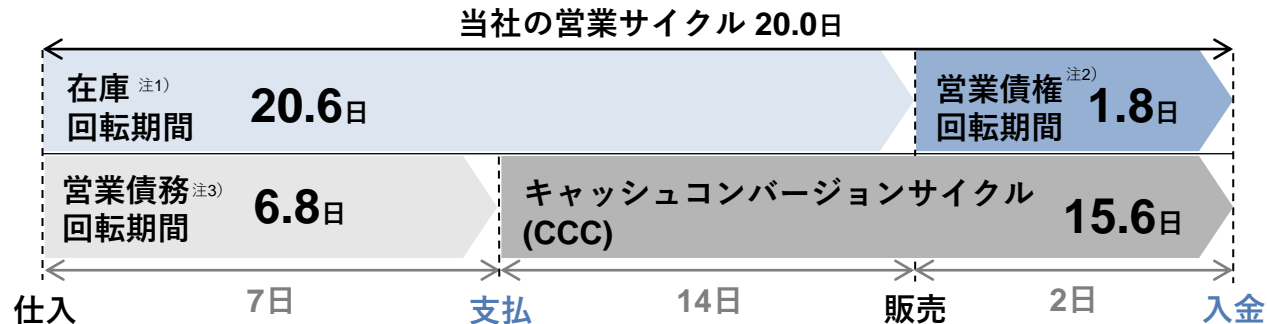 当社の営業サイクル 20.0日
在庫 注1)
回転期間
20.6日
営業債権 注2)
回転期間
1.8日
営業債務 注3)
回転期間
6.8日
キャッシュコンバージョンサイクル
(CCC)
15.6日
7日
14日
2日
仕入
支払
販売
入金